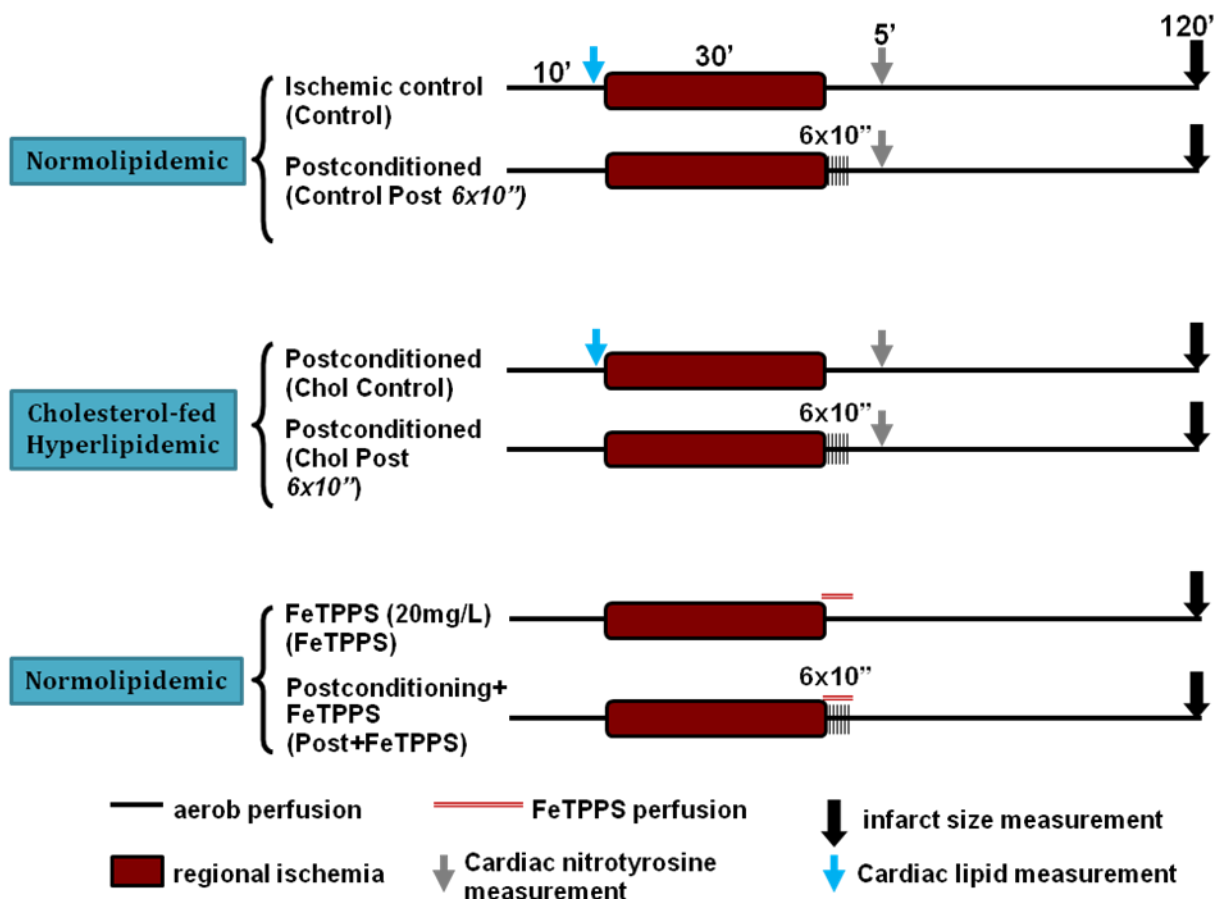 10’
30’
5’
120’
Normolipidemic
Ischemic control
(Control)
6x10”
Postconditioned
(Control Post 6x10”)
Cholesterol-fed
Hyperlipidemic
Postconditioned
(Chol Control)
6x10”
Postconditioned
(Chol Post
6x10”)
Normolipidemic
FeTPPS (20mg/L)
(FeTPPS)
6x10”
Postconditioning+
FeTPPS
(Post+FeTPPS)
aerob perfusion
FeTPPS perfusion
infarct size measurement
regional ischemia
Cardiac nitrotyrosine
measurement
Cardiac lipid measurement